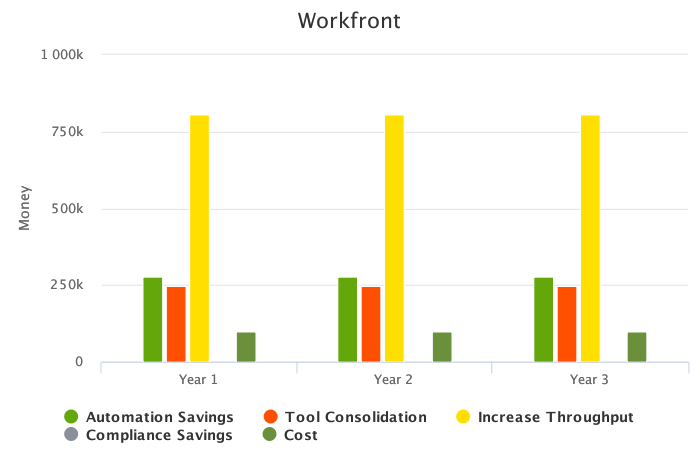 Workfront
1 000k
750k
500k
250k
0
Money
Year 1 Year 2 Year 3
Automation Savings Tool Consolidation Increase Throughput
Compliance Savings Cost